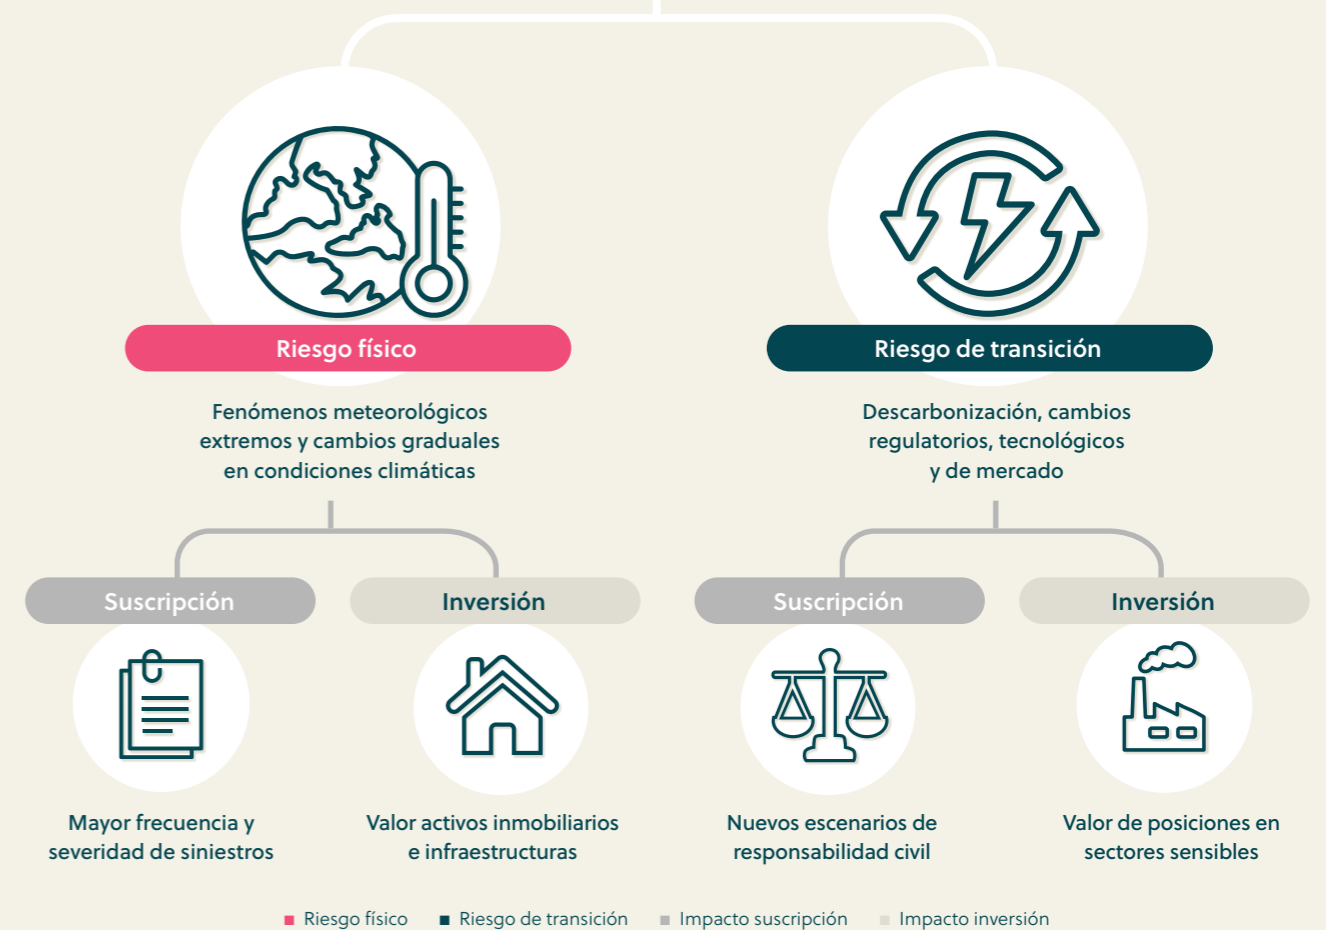 Riesgo físico
Fenómenos meteorológicos
extremos y cambios graduales
en condiciones climáticas
Riesgo de transición
Descarbonización, cambios
regulatorios, tecnológicos
y de mercado
Suscripción
Mayor frecuencia y
severidad de siniestros
Inversión
Valor activos inmobiliarios
e infraestructuras
Suscripción
Nuevos escenarios de
responsabilidad civil
Inversión
Valor de posiciones en
sectores sensibles
Riesgo físico
Riesgo de transición
Impacto suscripción
Impacto inversión